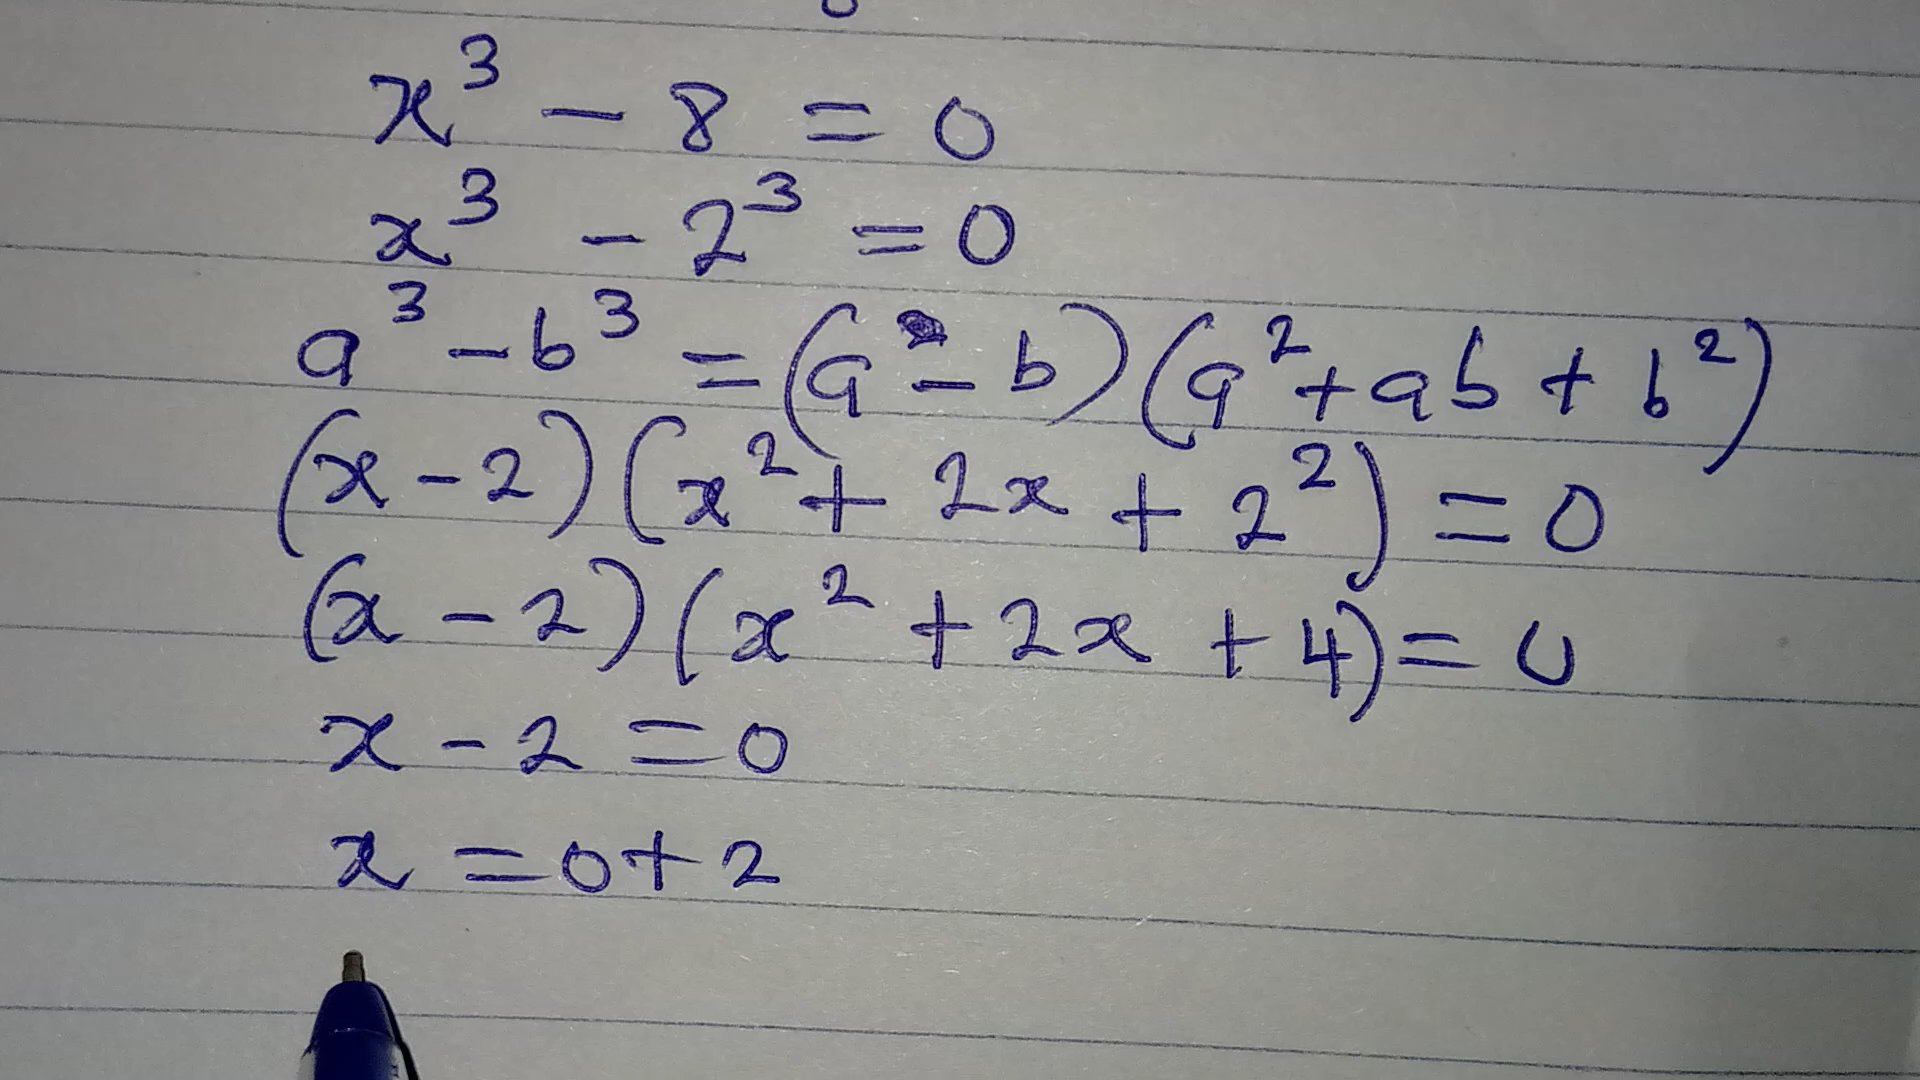 x³ - 8 = 0
x³ - 2³ = 0
a³ - b³ = (a - b)(a² + ab + b²)
(x - 2)(x² + 2x + 2²) = 0
(x - 2)(x² + 2x + 4) = 0
x - 2 = 0
x = 0 + 2